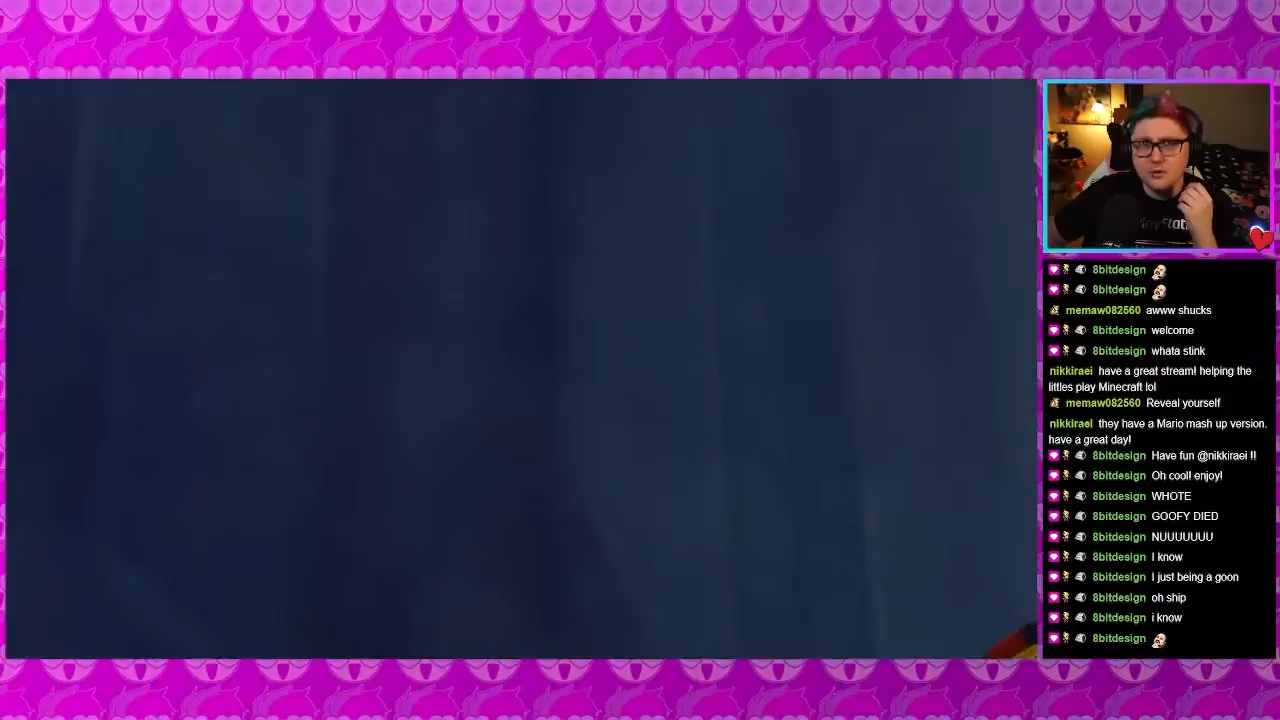 8bitdesign
8bitdesign
memaw082560 awww shucks
8bitdesign welcome
8bitdesign whata stink
nikkiraei have a great stream! helping the
littles play Minecraft lol
memaw082560 Reveal yourself
nikkiraei they have a Mario mash up version.
have a great day!
8bitdesign Have fun @nikkiraei !!
8bitdesign Oh cool! enjoy!
8bitdesign WHOTE
8bitdesign GOOFY DIED
8bitdesign NUUUUUUU
8bitdesign I know
8bitdesign I just being a goon
8bitdesign oh ship
8bitdesign i know
8bitdesign